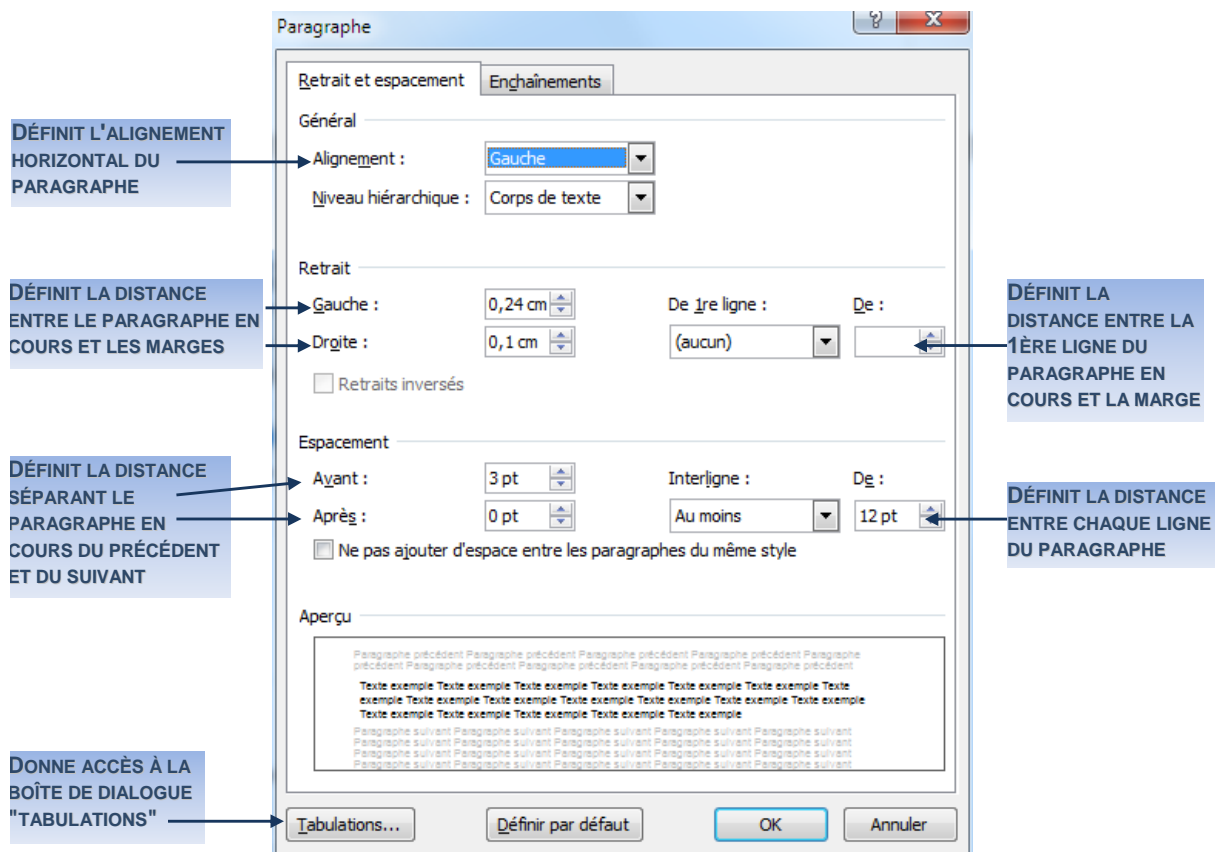 Paragraphe
Retrait et espacement
Enchaînements
Général
DÉFINIT L'ALIGNEMENT
HORIZONTAL DU
PARAGRAPHE
Alignement :
Gauche
Niveau hiérarchique :
Corps de texte
Retrait
DÉFINIT LA DISTANCE
ENTRE LE PARAGRAPHE EN
COURS ET LES MARGES
Gauche :
0,24 cm
De 1re ligne :
De :
Droite :
0,1 cm
(aucun)
Retraits inversés
DÉFINIT LA
DISTANCE ENTRE LA
1ÈRE LIGNE DU
PARAGRAPHE EN
COURS ET LA MARGE
Espacement
DÉFINIT LA DISTANCE
SÉPARANT LE
PARAGRAPHE EN
COURS DU PRÉCÉDENT
ET DU SUIVANT
Avant :
3 pt
Interligne :
De :
Après :
0 pt
Au moins
12 pt
Ne pas ajouter d'espace entre les paragraphes du même style
DÉFINIT LA DISTANCE
ENTRE CHAQUE LIGNE
DU PARAGRAPHE
Aperçu
Paragraphe précédent Paragraphe précédent Paragraphe précédent Paragraphe précédent Paragraphe
précédent Paragraphe précédent Paragraphe précédent Paragraphe précédent Paragraphe précédent
Texte exemple Texte exemple Texte exemple Texte exemple Texte exemple Texte exemple Texte
exemple Texte exemple Texte exemple Texte exemple Texte exemple Texte exemple Texte exemple
Texte exemple Texte exemple Texte exemple Texte exemple Texte exemple
Paragraphe suivant Paragraphe suivant Paragraphe suivant Paragraphe suivant Paragraphe suivant
Paragraphe suivant Paragraphe suivant Paragraphe suivant Paragraphe suivant Paragraphe suivant
Paragraphe suivant Paragraphe suivant Paragraphe suivant Paragraphe suivant Paragraphe suivant
Paragraphe suivant Paragraphe suivant Paragraphe suivant Paragraphe suivant Paragraphe suivant
DONNE ACCÈS À LA
BOÎTE DE DIALOGUE
"TABULATIONS"
Tabulations...
Définir par défaut
OK
Annuler